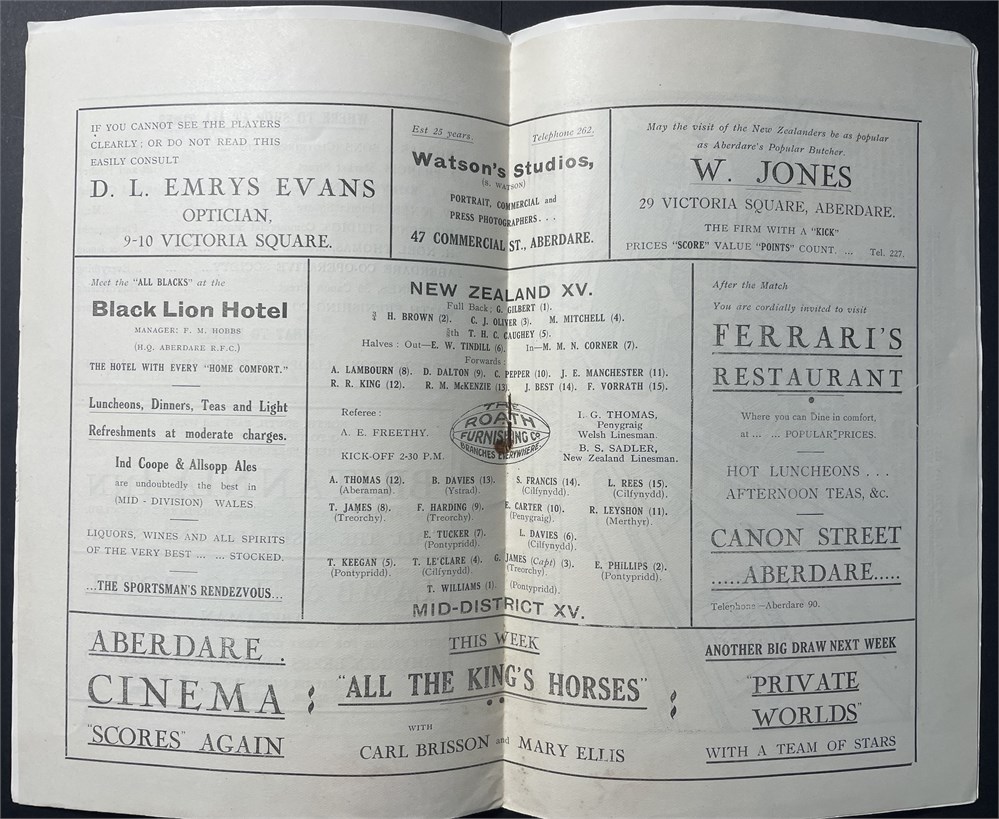 IF YOU CANNOT SEE THE PLAYERS
CLEARLY; OR DO NOT READ THIS
EASILY CONSULT
D. L. EMRYS EVANS
OPTICIAN,
9-10 VICTORIA SQUARE.
Est 25 years. Telephone 262.
Watson's Studios,
(S. WATSON)
PORTRAIT, COMMERCIAL and
PRESS PHOTOGRAPHERS . . .
47 COMMERCIAL ST., ABERDARE.
May the visit of the New Zealanders be as popular
as Aberdare's Popular Butcher.
W. JONES
29 VICTORIA SQUARE, ABERDARE.
THE FIRM WITH A "KICK"
PRICES "SCORE" VALUE "POINTS" COUNT. ... Tel. 227.
Meet the "ALL BLACKS" at the
Black Lion Hotel
MANAGER: F. M. HOBBS
(H.Q. ABERDARE R.F.C.)
THE HOTEL WITH EVERY "HOME COMFORT."
Luncheons, Dinners, Teas and Light
Refreshments at moderate charges.
Ind Coope & Allsopp Ales
are undoubtedly the best in
(MID - DIVISION) WALES
LIQUORS, WINES AND ALL SPIRITS
OF THE VERY BEST ... ... STOCKED.
...THE SPORTSMAN'S RENDEZVOUS...
NEW ZEALAND XV.
Full Back; G. GILBERT (1).
¾ H. BROWN (2). C. J. OLIVER (3). M. MITCHELL (4).
⅝th T. H. C. CAUGHEY (5).
Halves : Out—E. W. TINDILL (6). In—M. M. N. CORNER (7).
Forwards
A. LAMBOURN (8). D. DALTON (9). C. PEPPER (10). J. E. MANCHESTER (11).
R. R. KING (12). R. M. McKENZIE (13). J. BEST (14). F. VORRATH (15).
Referee :
A. E. FREETHY.
KICK-OFF 2-30 P.M.
THE
ROATH
FURNISHING Co
BRANCHES EVERYWHERE.
I. G. THOMAS,
Penygraig
Welsh Linesman.
B. S. SADLER,
New Zealand Linesman.
A. THOMAS (12). B. DAVIES (13). S. FRANCIS (14). L. REES (15).
(Aberaman). (Ystrad). (Cilfynydd). (Cilfynydd).
T. JAMES (8). F. HARDING (9). E. CARTER (10). R. LEYSHON (11).
(Treorchy). (Treorchy). (Penygraig). (Merthyr).
E. TUCKER (7). L. DAVIES (6).
(Pontypridd). (Cilfynydd).
T. KEEGAN (5). T. LE'CLARE (4). G. JAMES (Capt) (3). E. PHILLIPS (2).
(Pontypridd). (Cilfynydd). (Treorchy). (Pontypridd).
T. WILLIAMS (1). (Pontypridd).
MID-DISTRICT XV.
After the Match
You are cordially invited to visit
FERRARI'S
RESTAURANT
Where you can Dine in comfort,
at ... ... POPULAR PRICES.
HOT LUNCHEONS . . .
AFTERNOON TEAS, &c.
CANON STREET
.....ABERDARE.....
Telephone —Aberdare 90.
ABERDARE .
CINEMA :
"SCORES" AGAIN
THIS WEEK
"ALL THE KING'S HORSES" :
WITH
CARL BRISSON and MARY ELLIS
ANOTHER BIG DRAW NEXT WEEK
"PRIVATE
WORLDS"
WITH A TEAM OF STARS